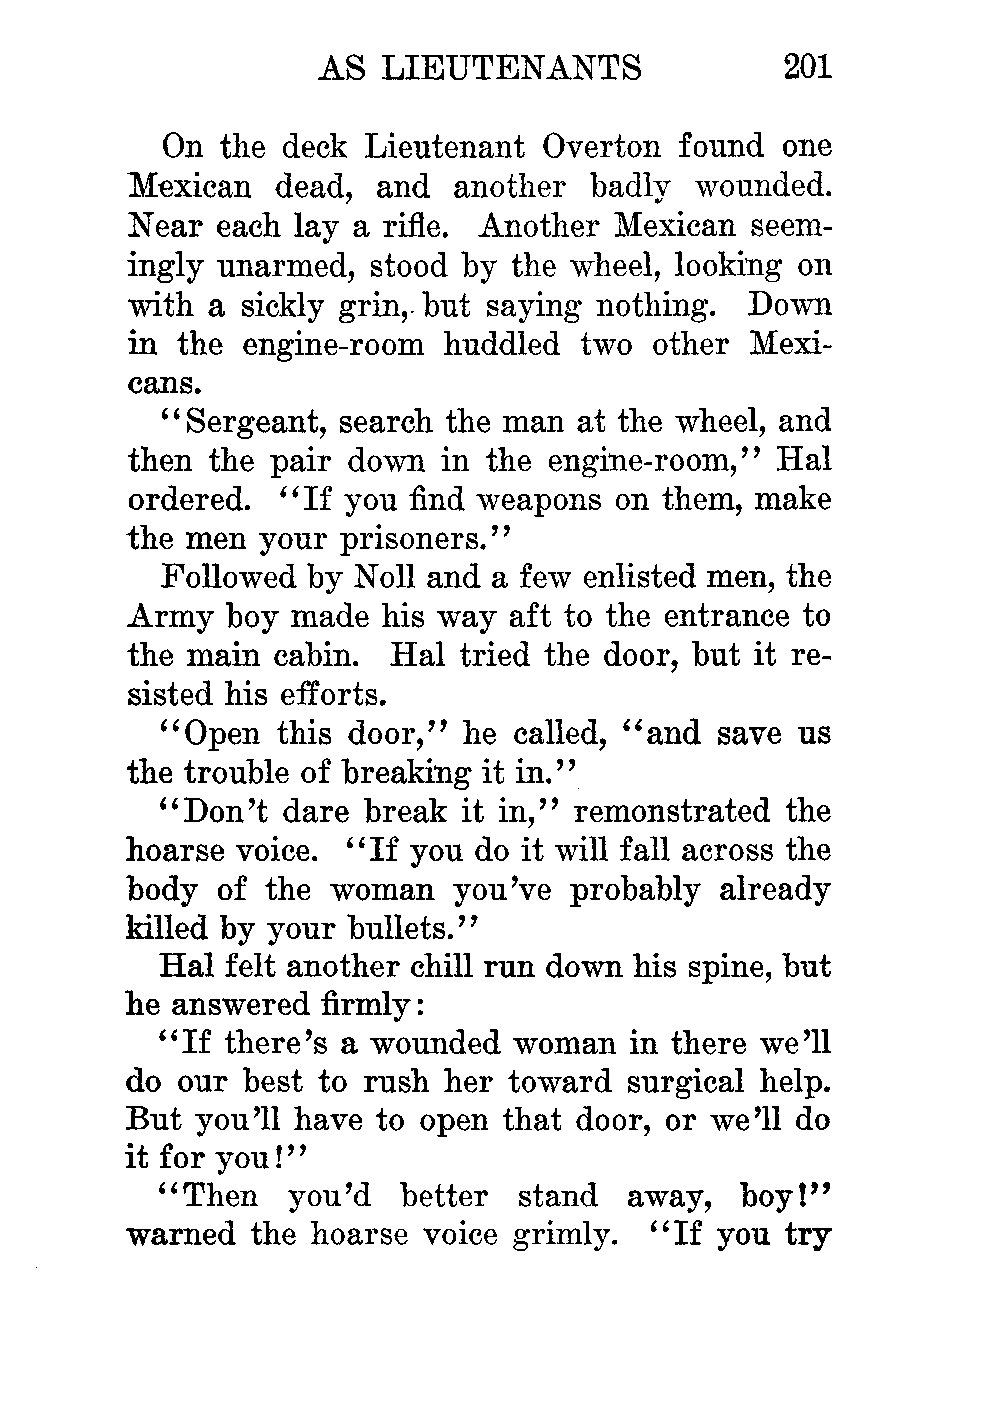 AS LIEUTENANTS 201
On the deck Lieutenant Overton found one
Mexican dead, and another badly wounded.
Near each lay a rifle. Another Mexican seem-
ingly unarmed, stood by the wheel, looking on
with a sickly grin, but saying nothing. Down
in the engine-room huddled two other Mexi-
cans.
"Sergeant, search the man at the wheel, and
then the pair down in the engine-room," Hal
ordered. "If you find weapons on them, make
the men your prisoners."
Followed by Noll and a few enlisted men, the
Army boy made his way aft to the entrance to
the main cabin. Hal tried the door, but it re-
sisted his efforts.
"Open this door," he called, "and save us
the trouble of breaking it in."
"Don't dare break it in," remonstrated the
hoarse voice. "If you do it will fall across the
body of the woman you've probably already
killed by your bullets."
Hal felt another chill run down his spine, but
he answered firmly:
"If there's a wounded woman in there we'll
do our best to rush her toward surgical help.
But you'll have to open that door, or we'll do
it for you!"
"Then you'd better stand away, boy!"
warned the hoarse voice grimly. "If you try